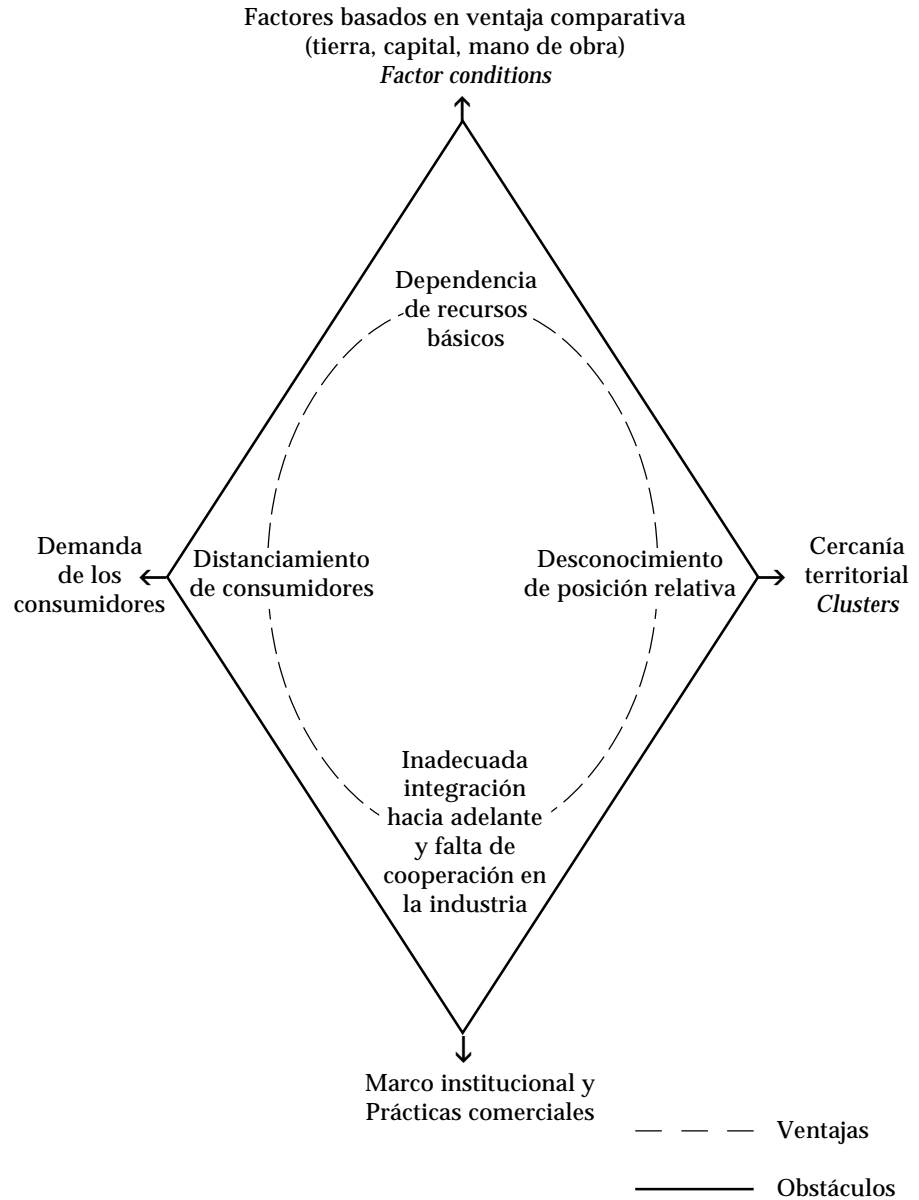 Factores basados en ventaja comparativa
(tierra, capital, mano de obra)
Factor conditions
Dependencia
de recursos
básicos
Demanda
de los
consumidores
Distanciamiento
de consumidores
Desconocimiento
de posición relativa
Cercanía
territorial
Clusters
Inadecuada
integración
hacia adelante
y falta de
cooperación en
la industria
Marco institucional y
Prácticas comerciales
Ventajas
Obstáculos